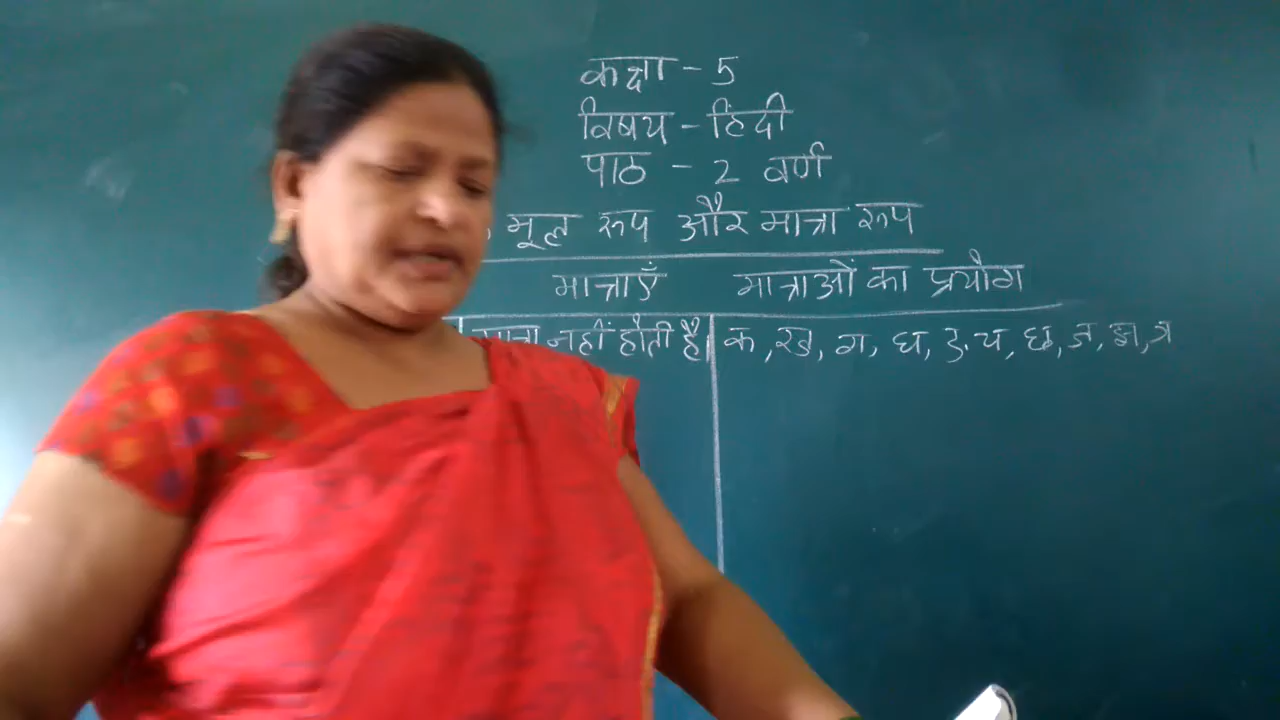 कक्षा - 5
विषय - हिंदी
पाठ - 2 वर्ण
, मूल रूप और मात्रा रूप
मात्राएँ मात्राओं का प्रयोग
मात्रा नहीं होती है। क, ख, ग, घ, ङ, च, छ, ज, झ, ञ